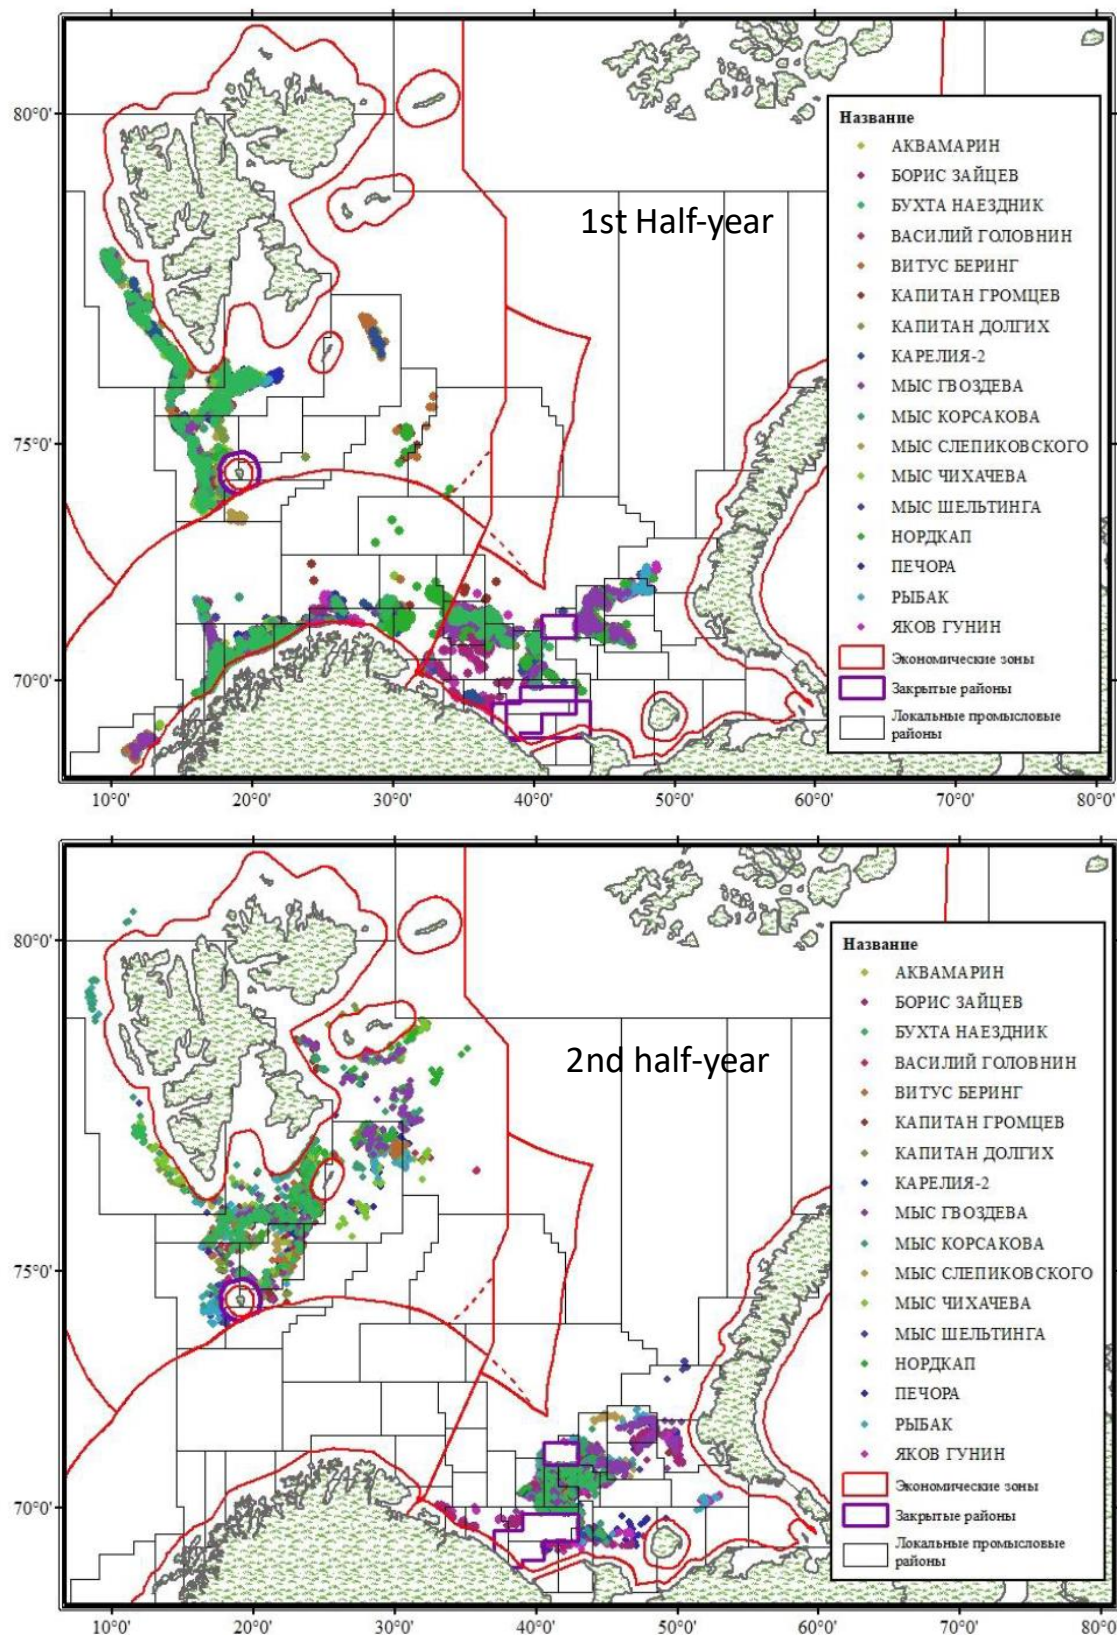 80°0'
75°0'
70°0'
1st Half-year
Название
АКВАМАРИН
БОРИС ЗАЙЦЕВ
БУХТА НАЕЗДНИК
ВАСИЛИЙ ГОЛОВНИН
ВИТУС БЕРИНГ
КАПИТАН ГРОМЦЕВ
КАПИТАН ДОЛГИХ
КАРЕЛИЯ-2
МЫС ГВОЗДЕВА
МЫС КОРСАКОВА
МЫС СЛЕПИКОВСКОГО
МЫС ЧИХАЧЕВА
МЫС ШЕЛЬТИНГА
НОРДКАП
ПЕЧОРА
РЫБАК
ЯКОВ ГУНИН
Экономические зоны
Закрытые районы
Локальные промысловые
районы
10°0' 20°0' 30°0' 40°0' 50°0' 60°0' 70°0' 80°0'
80°0'
75°0'
70°0'
2nd half-year
Название
АКВАМАРИН
БОРИС ЗАЙЦЕВ
БУХТА НАЕЗДНИК
ВАСИЛИЙ ГОЛОВНИН
ВИТУС БЕРИНГ
КАПИТАН ГРОМЦЕВ
КАПИТАН ДОЛГИХ
КАРЕЛИЯ-2
МЫС ГВОЗДЕВА
МЫС КОРСАКОВА
МЫС СЛЕПИКОВСКОГО
МЫС ЧИХАЧЕВА
МЫС ШЕЛЬТИНГА
НОРДКАП
ПЕЧОРА
РЫБАК
ЯКОВ ГУНИН
Экономические зоны
Закрытые районы
Локальные промысловые
районы
10°0' 20°0' 30°0' 40°0' 50°0' 60°0' 70°0' 80°0'